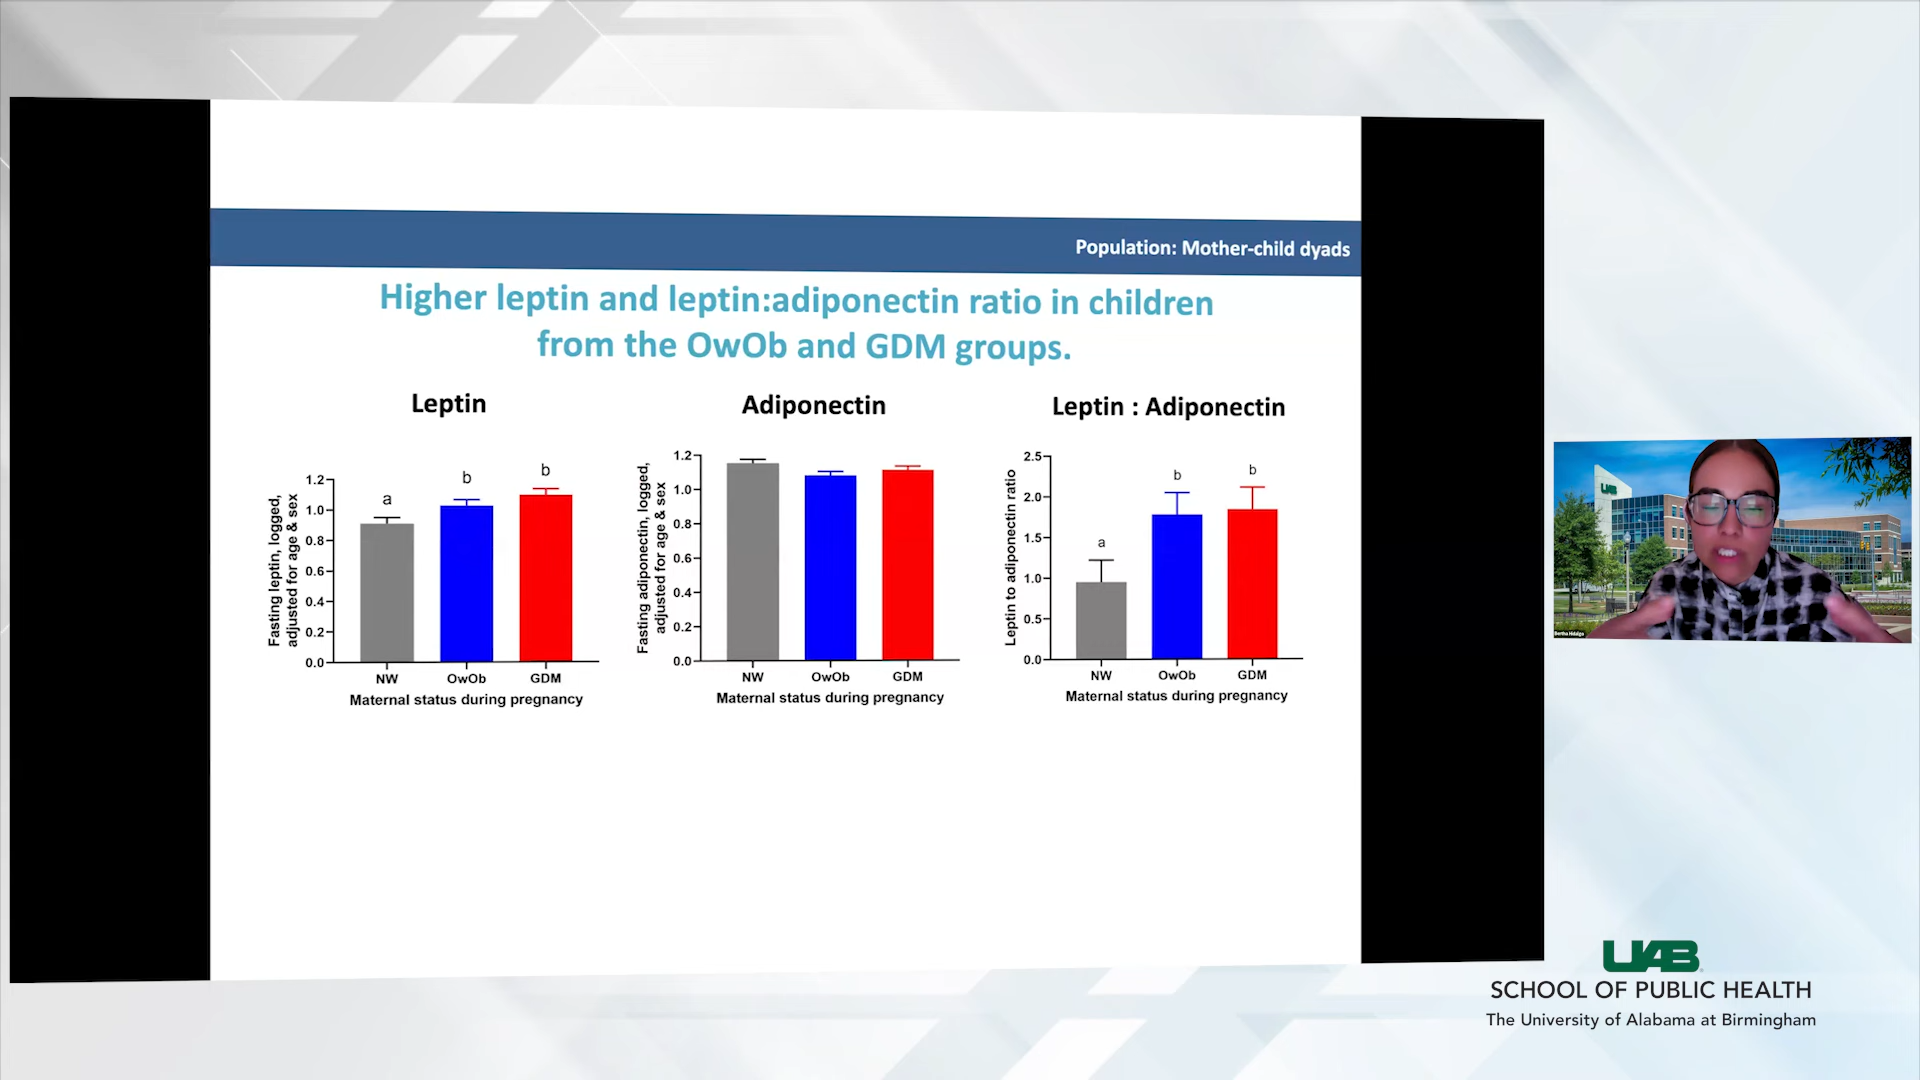 Population: Mother-child dyads
Higher leptin and leptin:adiponectin ratio in children
from the OwOb and GDM groups.
Leptin
Fasting leptin, logged,
adjusted for age & sex
1.2
1.0
0.8
0.6
0.4
0.2
0.0
a
b
b
NW
OwOb
GDM
Maternal status during pregnancy
Adiponectin
Fasting adiponectin, logged,
adjusted for age & sex
1.2
1.0
0.8
0.6
0.4
0.2
0.0
NW
OwOb
GDM
Maternal status during pregnancy
Leptin : Adiponectin
Leptin to adiponectin ratio
2.5
2.0
1.5
1.0
0.5
0.0
a
b
b
NW
OwOb
GDM
Maternal status during pregnancy
UAB
Bertha Hidalgo
UAB
SCHOOL OF PUBLIC HEALTH
The University of Alabama at Birmingham